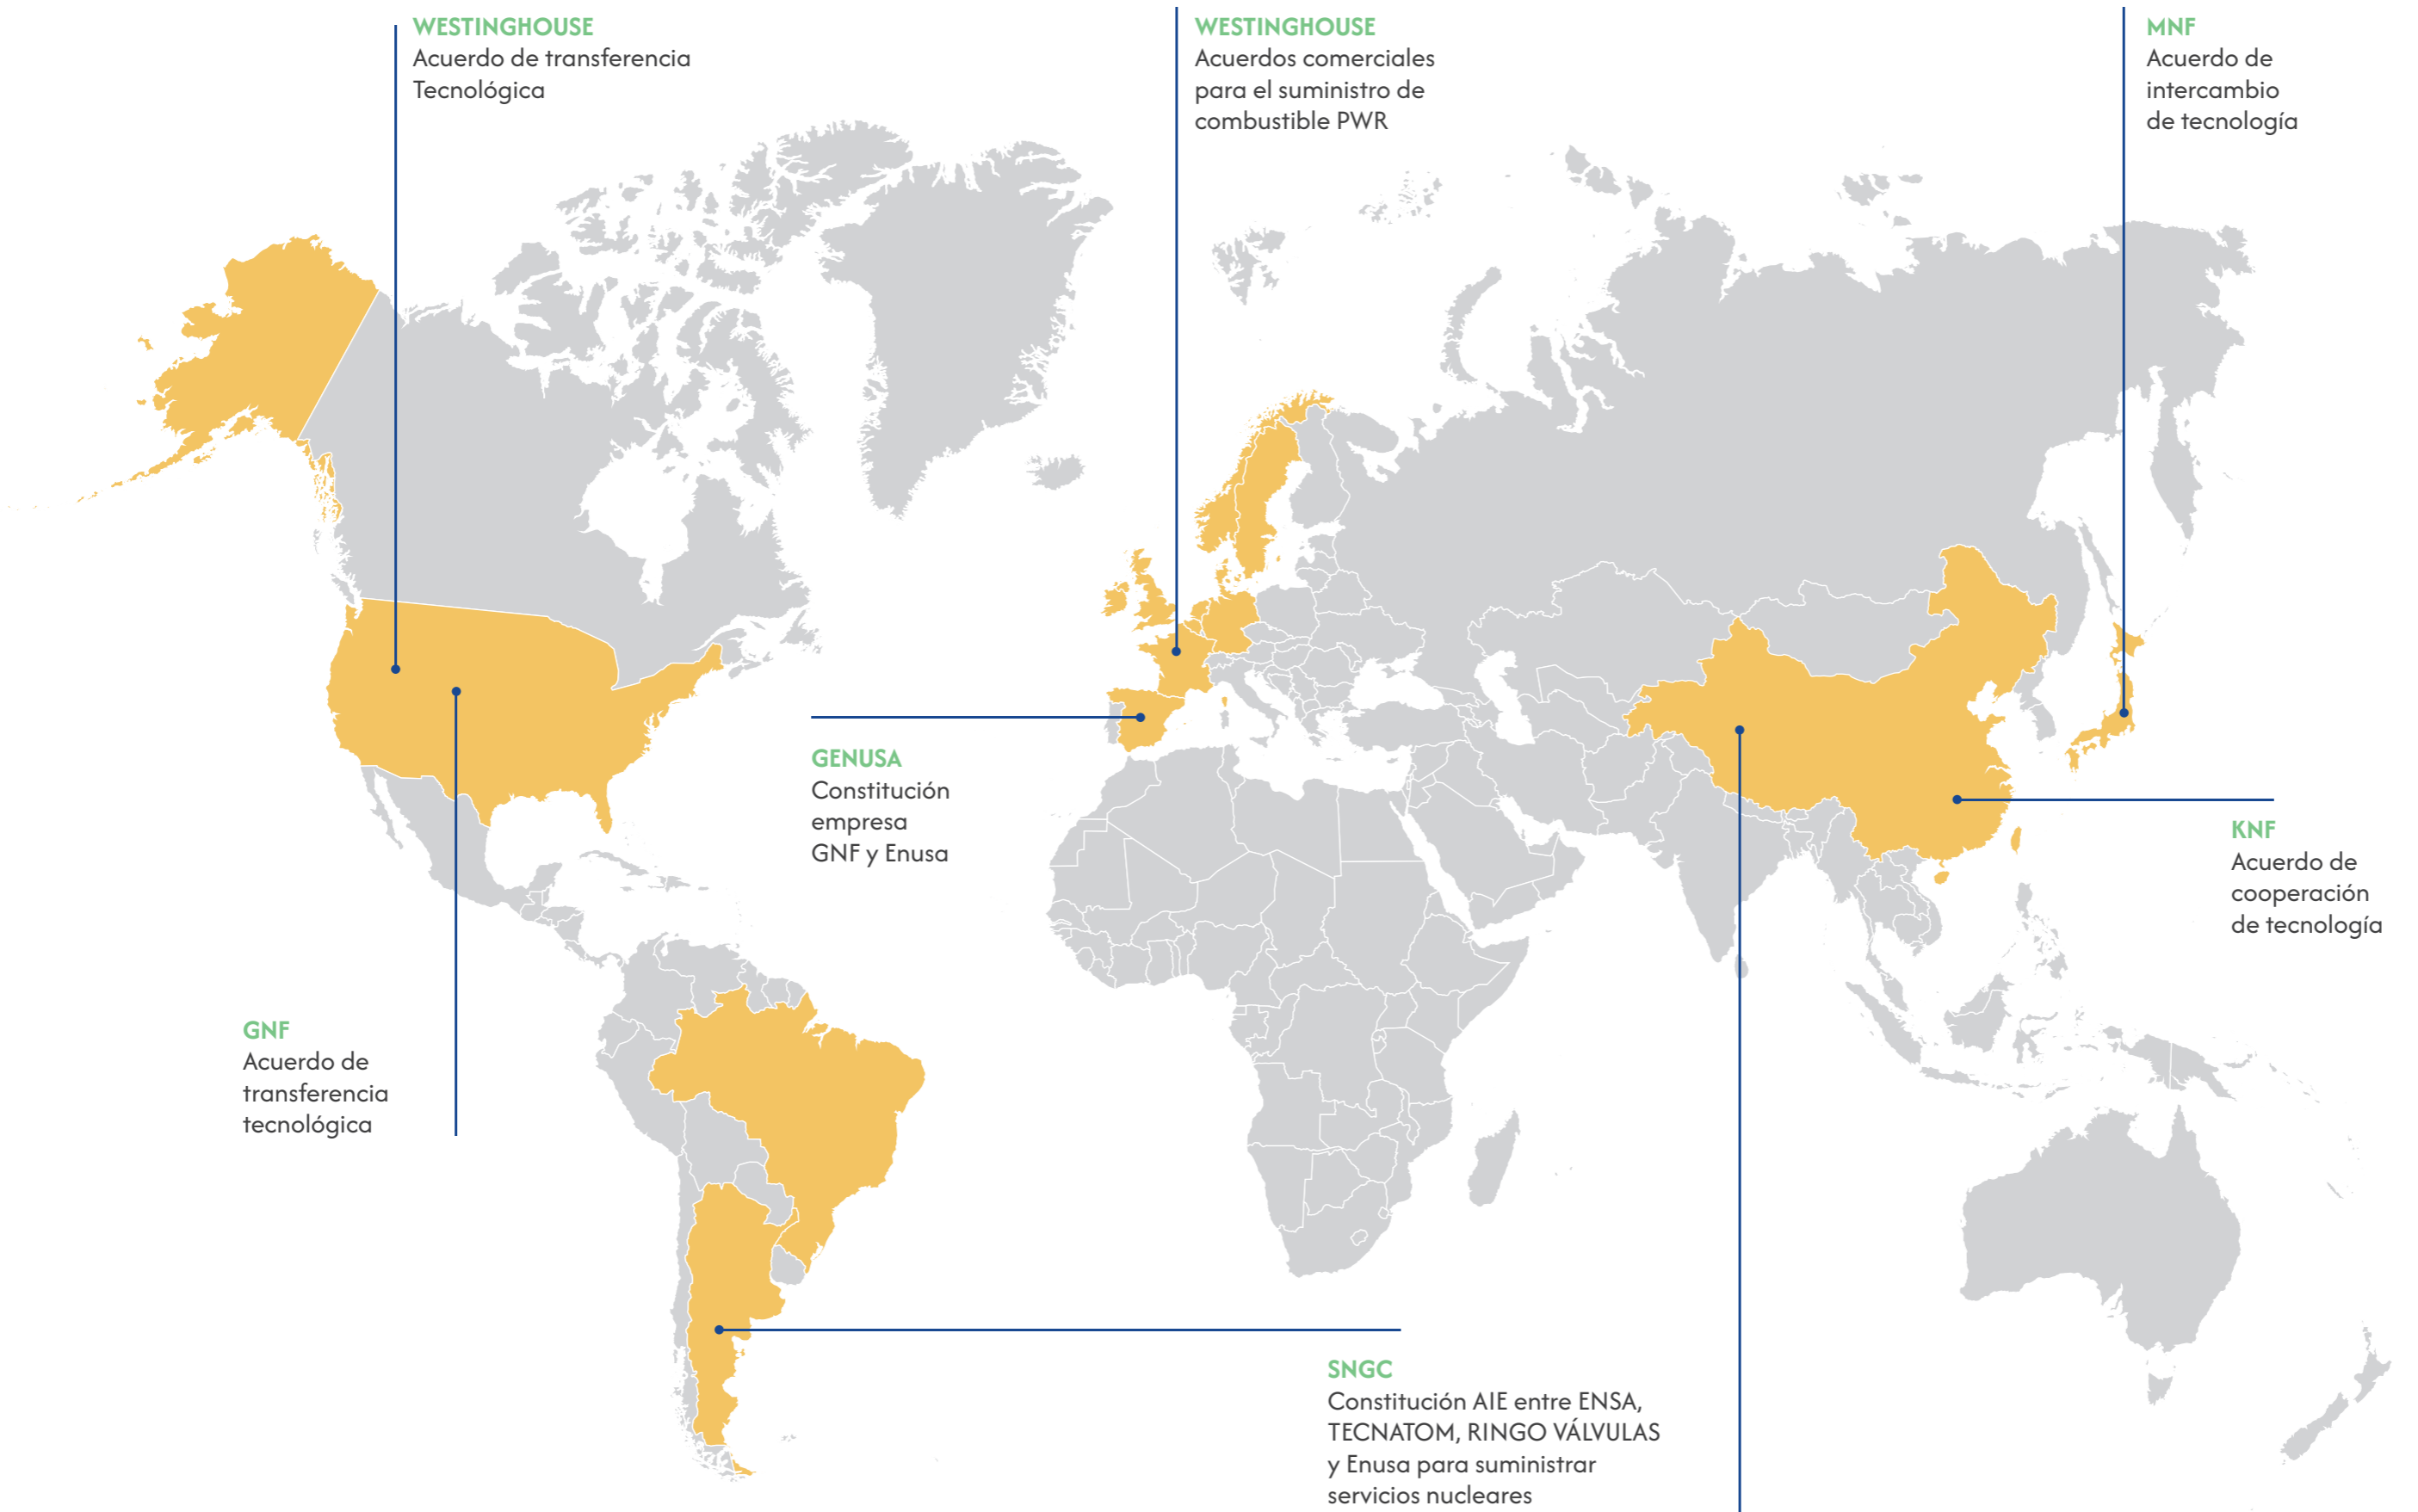 WESTINGHOUSE
Acuerdo de transferencia
Tecnológica
WESTINGHOUSE
Acuerdos comerciales
para el suministro de
combustible PWR
MNF
Acuerdo de
intercambio
de tecnología
GENUSA
Constitución
empresa
GNF y Enusa
KNF
Acuerdo de
cooperación
de tecnología
GNF
Acuerdo de
transferencia
tecnológica
SNGC
Constitución AIE entre ENSA,
TECNATOM, RINGO VÁLVULAS
y Enusa para suministrar
servicios nucleares